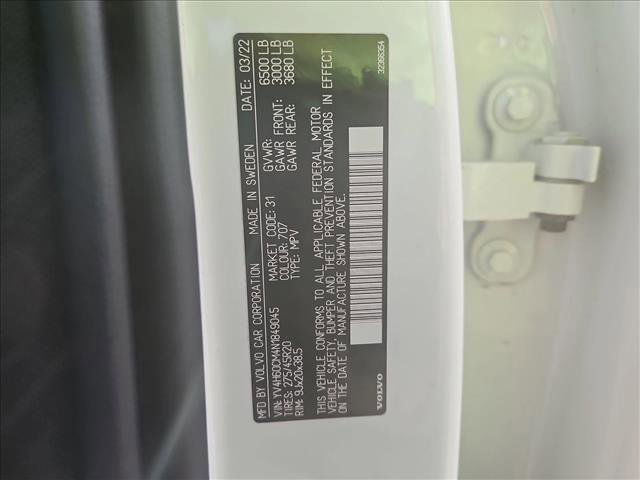 MADE BY VOLVO CAR CORPORATION MADE IN SWEDEN DATE: 03/22
VIN: YV4H60CM4N1849045 MARKET CODE: 31 GVWR: 6500 LB
TIRES: 275/45R20 COLOUR: 707 GAWR FRONT: 3000 LB
RIM: 9Jx20x38.5 TYPE: MPV GAWR REAR: 3680 LB
THIS VEHICLE CONFORMS TO ALL APPLICABLE FEDERAL MOTOR
VEHICLE SAFETY, BUMPER AND THEFT PREVENTION STANDARDS IN EFFECT
ON THE DATE OF MANUFACTURE SHOWN ABOVE.
VOLVO
32366354